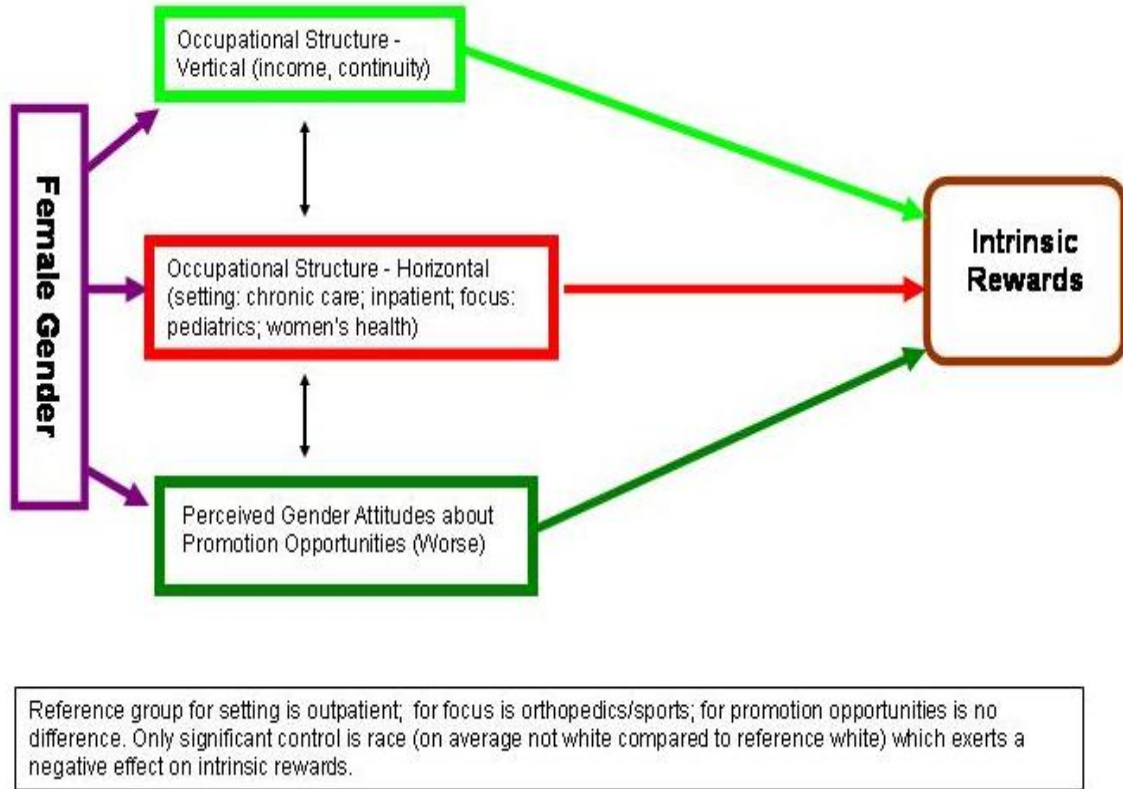 Occupational Structure -
Vertical (income, continuity)
Female Gender
Occupational Structure - Horizontal
(setting: chronic care; inpatient; focus:
pediatrics; women's health)
Intrinsic
Rewards
Perceived Gender Attitudes about
Promotion Opportunities (Worse)
Reference group for setting is outpatient; for focus is orthopedics/sports; for promotion opportunities is no
difference. Only significant control is race (on average not white compared to reference white) which exerts a
negative effect on intrinsic rewards.